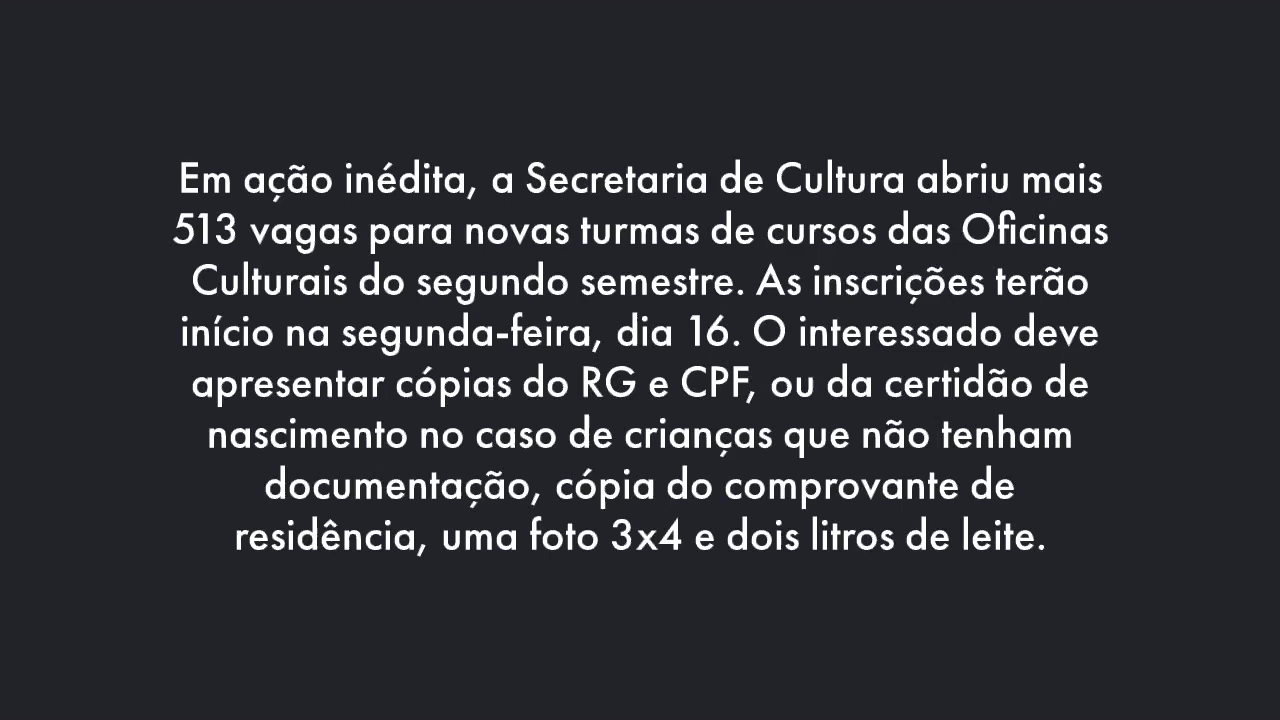 Em ação inédita, a Secretaria de Cultura abriu mais
513 vagas para novas turmas de cursos das Oficinas
Culturais do segundo semestre. As inscrições terão
início na segunda-feira, dia 16. O interessado deve
apresentar cópias do RG e CPF, ou da certidão de
nascimento no caso de crianças que não tenham
documentação, cópia do comprovante de
residência, uma foto 3x4 e dois litros de leite.